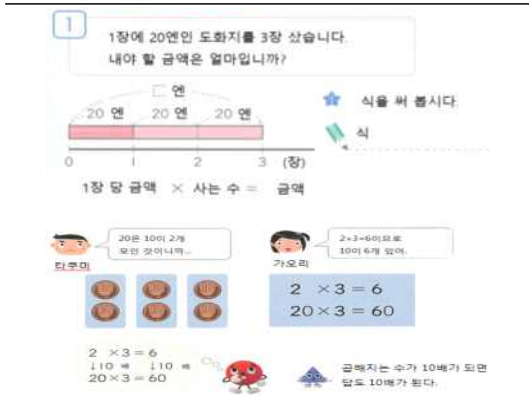 1
1장에 20엔인 도화지를 3장 샀습니다.
내야 할 금액은 얼마입니까?
□ 엔
20 엔 20 엔 20 엔
0 1 2 3 (장)
1장 당 금액 × 사는 수 = 금액
식을 써 봅시다.
식
타쿠미
20은 10이 2개
모인 것이니까...
가오리
2×3=6이므로
10이 6개 있어.
2 ×3=6
20×3=60
2 ×3=6
↓10 배 ↓10 배
20×3=60
곱해지는 수가 10배가 되면
답도 10배가 된다.